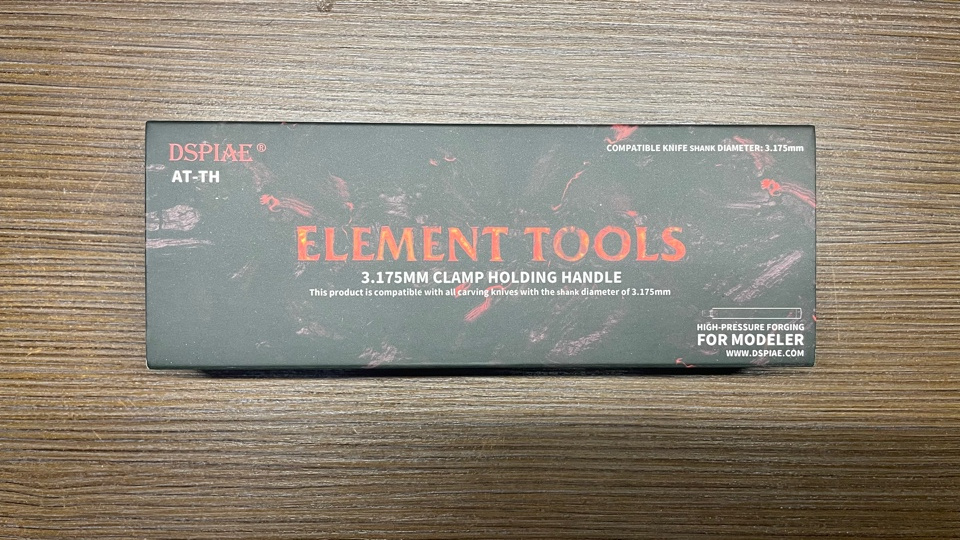 DSPIAE®
AT-TH
COMPATIBLE KNIFE SHANK DIAMETER: 3.175mm
ELEMENT TOOLS
3.175MM CLAMP HOLDING HANDLE
This product is compatible with all carving knives with the shank diameter of 3.175mm
HIGH-PRESSURE FORGING
FOR MODELER
WWW.DSPIAE.COM